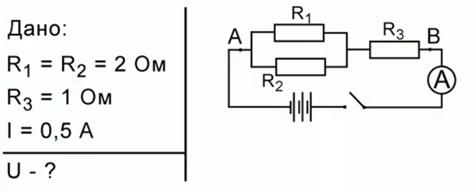 Дано:
R₁ = R₂ = 2 Ом
R₃ = 1 Ом
I = 0,5 А
U - ?
R₁
A
R₂
R₃
B
A